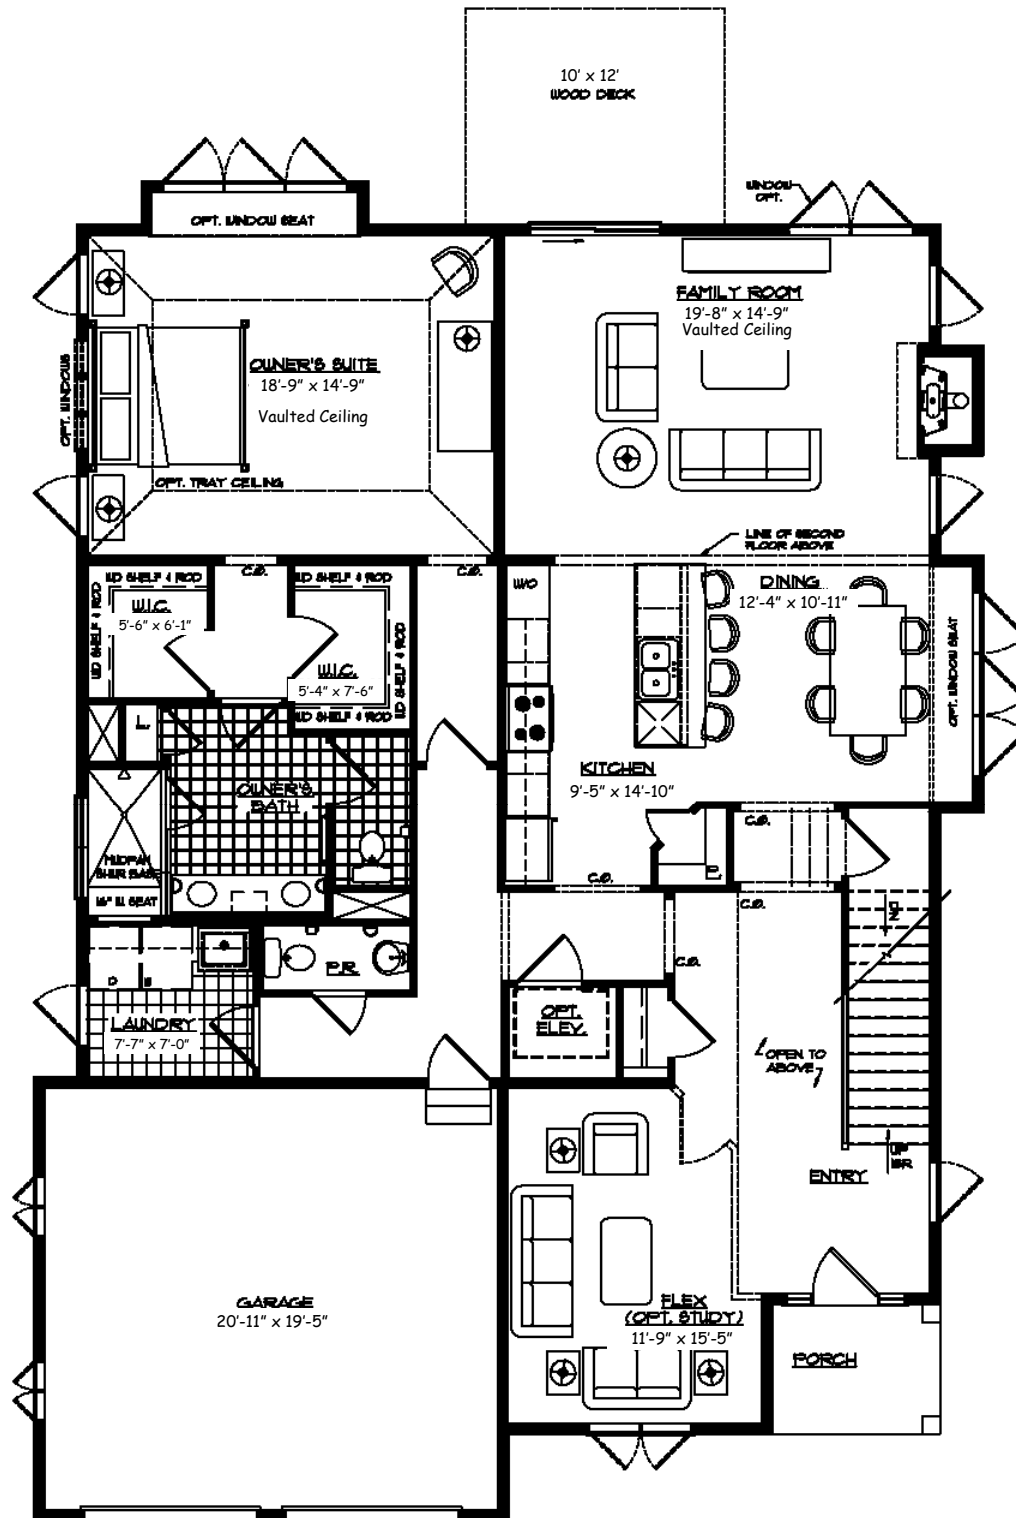 10' x 12'
WOOD DECK
WINDOW
OPT.
OPT. WINDOW SEAT
FAMILY ROOM
19'-8" x 14'-9"
Vaulted Ceiling
OWNER'S SUITE
18'-9" x 14'-9"
Vaulted Ceiling
OPT. WINDOWS
OPT. TRAY CEILING
LINE OF SECOND
FLOOR ABOVE
C.O.
C.O.
WD SHELF & ROD
WD SHELF & ROD
W/O
DINING
12'-4" x 10'-11"
W.I.C.
5'-6" x 6'-1"
WD SHELF & ROD
WD SHELF & ROD
W.I.C.
5'-4" x 7'-6"
WD SHELF & ROD
OPT. WINDOW SEAT
L.
KITCHEN
9'-5" x 14'-10"
OWNER'S
BATH
C.O.
MUDPAN
SHWR BASE
16" W. SEAT
P.
C.O.
C.O.
DN
P.R.
C.O.
D
LAUNDRY
7'-7" x 7'-0"
OPT.
ELEV.
OPEN TO
ABOVE
UP
16R
ENTRY
GARAGE
20'-11" x 19'-5"
FLEX
(OPT. STUDY)
11'-9" x 15'-5"
PORCH